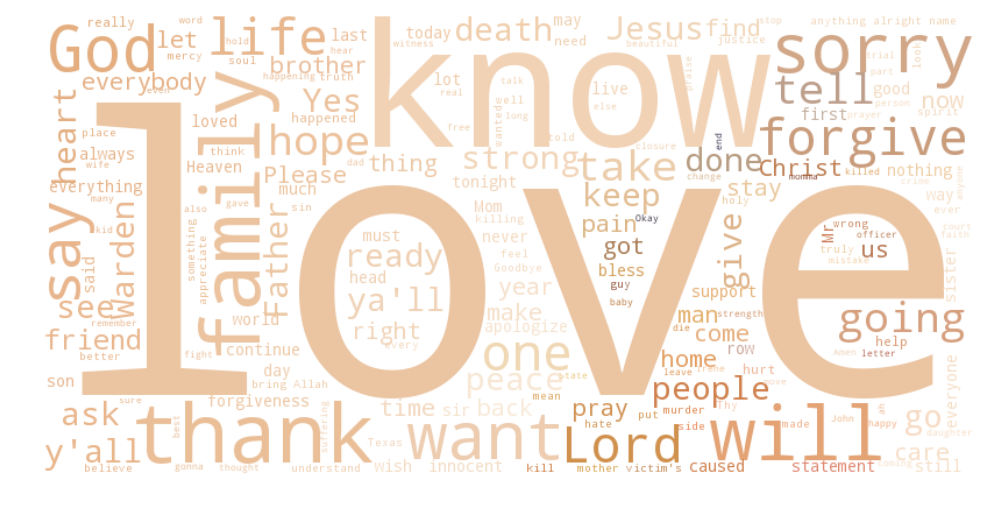 love
know
God
let
life
really
word
last
today
death
may
need
witness
Jesus
find
beautiful
justice
anything alright name
stop
sorry
mercy
hold
hear
soul
brother
everybody
even
happening
truth
family
heart
Yes
lot
real
talk
live
else
praise
tell
trial
part
look
good
person
now
spirit
first
prayer
happened
loved
wanted
well
long
free
told
closure
end
forgive
place
always
wife
think
hope
dad
thing
strong
take
done
Christ
killed
nothing
Heaven
Please
tonight
change
momma
crime
anyone
everything
many
gave
much
sin
Mom
killing
keep
stay
holy
way
ever
say
kid
also
something
appreciate
Father
Warden
said
must
never
feel
Goodbye
pain
Okay
got
give
Mr
wrong
officer
us
truly
mistake
court
faith
see
remember
ready
head
year
bless
guy
baby
support
sister
friend
better
world
ya'll
right
every
make
apologize
man
strength
come
die
going
help
fight
continue
one
home
row
Amen
letter
son
day
bring Allah
peace
state
mean
leave
Irene
hurt
move
people
everyone
sure
forgiveness
ask
best
thank
suffering
time
sir
back
pray
hate
put
murder
side
Thy
made
John
ah
happy
go
daughter
y'all
want
Lord
will
care
believe
gonna
thought
Texas
understand
wish
innocent
kill
mother
victim's
caused
statement
coming
still